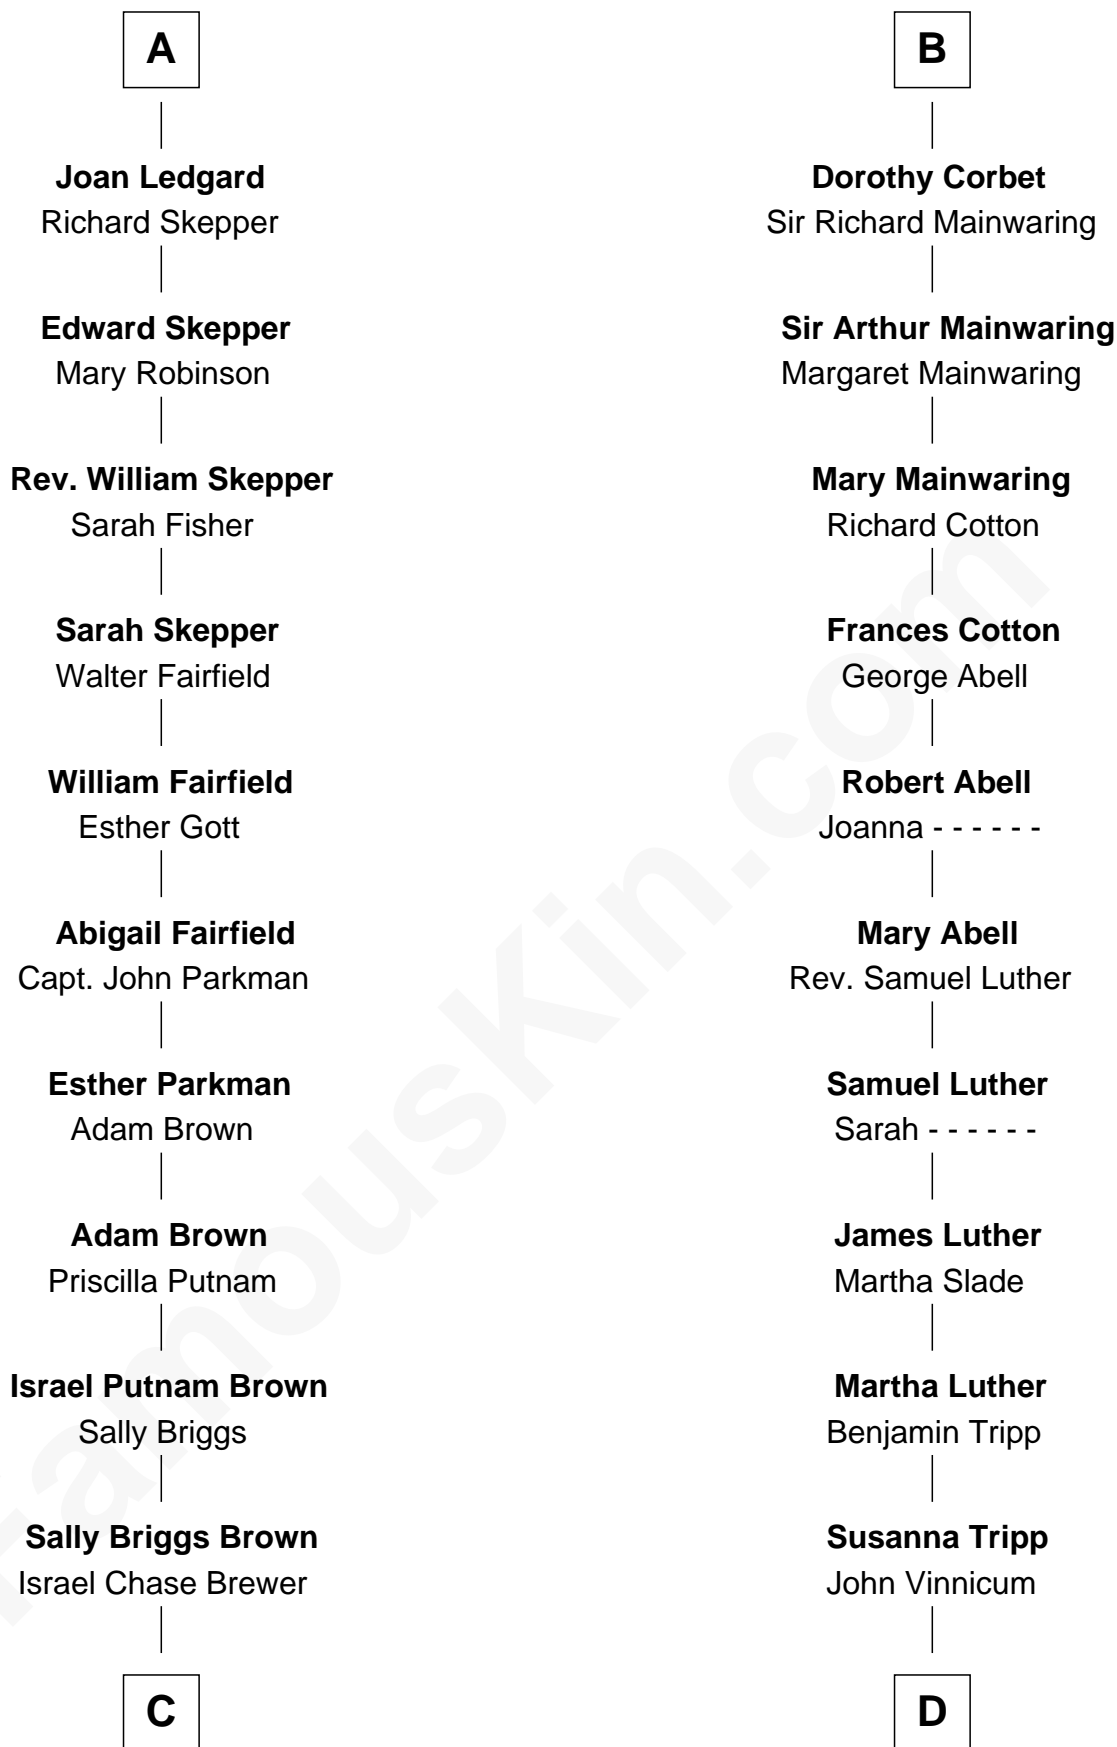 A
Joan Ledgard
Richard Skepper
Edward Skepper
Mary Robinson
Rev. William Skepper
Sarah Fisher
Sarah Skepper
Walter Fairfield
William Fairfield
Esther Gott
Abigail Fairfield
Capt. John Parkman
Esther Parkman
Adam Brown
Adam Brown
Priscilla Putnam
Israel Putnam Brown
Sally Briggs
Sally Briggs Brown
Israel Chase Brewer
C
B
Dorothy Corbet
Sir Richard Mainwaring
Sir Arthur Mainwaring
Margaret Mainwaring
Mary Mainwaring
Richard Cotton
Frances Cotton
George Abell
Robert Abell
Joanna - - - - - -
Mary Abell
Rev. Samuel Luther
Samuel Luther
Sarah - - - - - -
James Luther
Martha Slade
Martha Luther
Benjamin Tripp
Susanna Tripp
John Vinnicum
D
FamousKin.com